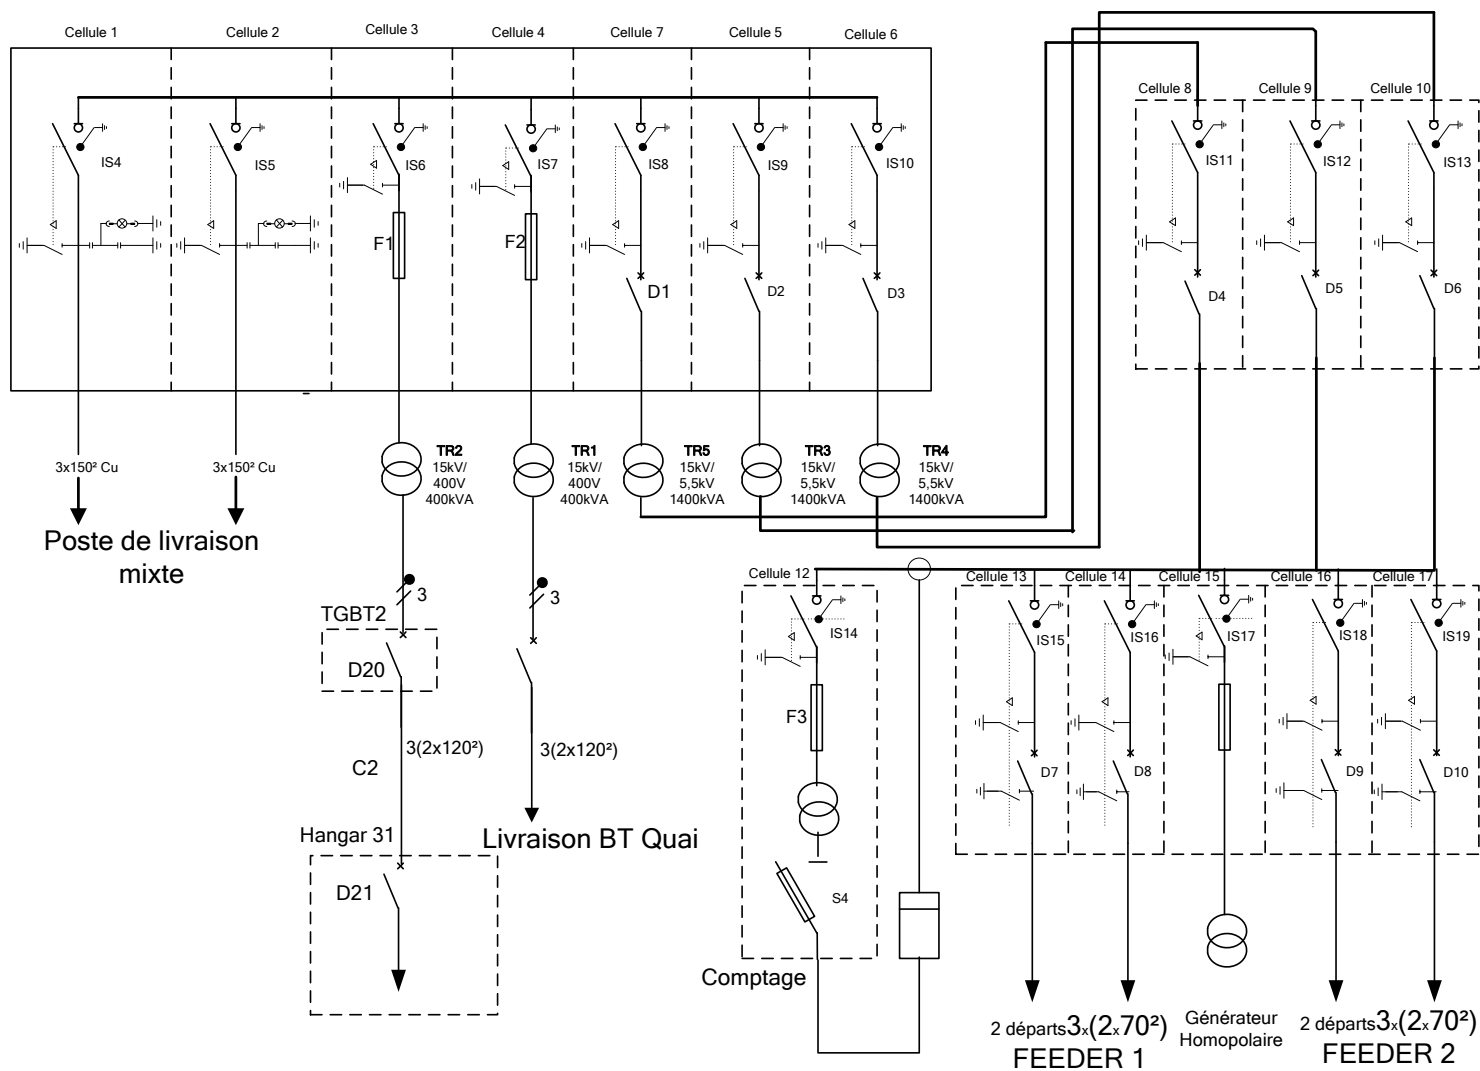 Cellule 1
Cellule 2
Cellule 3
Cellule 4
Cellule 7
Cellule 5
Cellule 6
Cellule 8
Cellule 9
Cellule 10
IS4
IS5
IS6
IS7
IS8
IS9
IS10
IS11
IS12
IS13
F1
F2
D1
D2
D3
D4
D5
D6
3x150² Cu
3x150² Cu
Poste de livraison
mixte
TR2
15kV/
400V
400kVA
TR1
15kV/
400V
400kVA
TR5
15kV/
5,5kV
1400kVA
TR3
15kV/
5,5kV
1400kVA
TR4
15kV/
5,5kV
1400kVA
3
3
TGBT2
D20
3(2x120²)
3(2x120²)
C2
Hangar 31
D21
Livraison BT Quai
Cellule 12
Cellule 13
Cellule 14
Cellule 15
Cellule 16
Cellule 17
IS14
IS15
IS16
IS17
IS18
IS19
F3
D7
D8
D9
D10
S4
Comptage
2 départs3x(2x70²)
FEEDER 1
Générateur
Homopolaire
2 départs3x(2x70²)
FEEDER 2